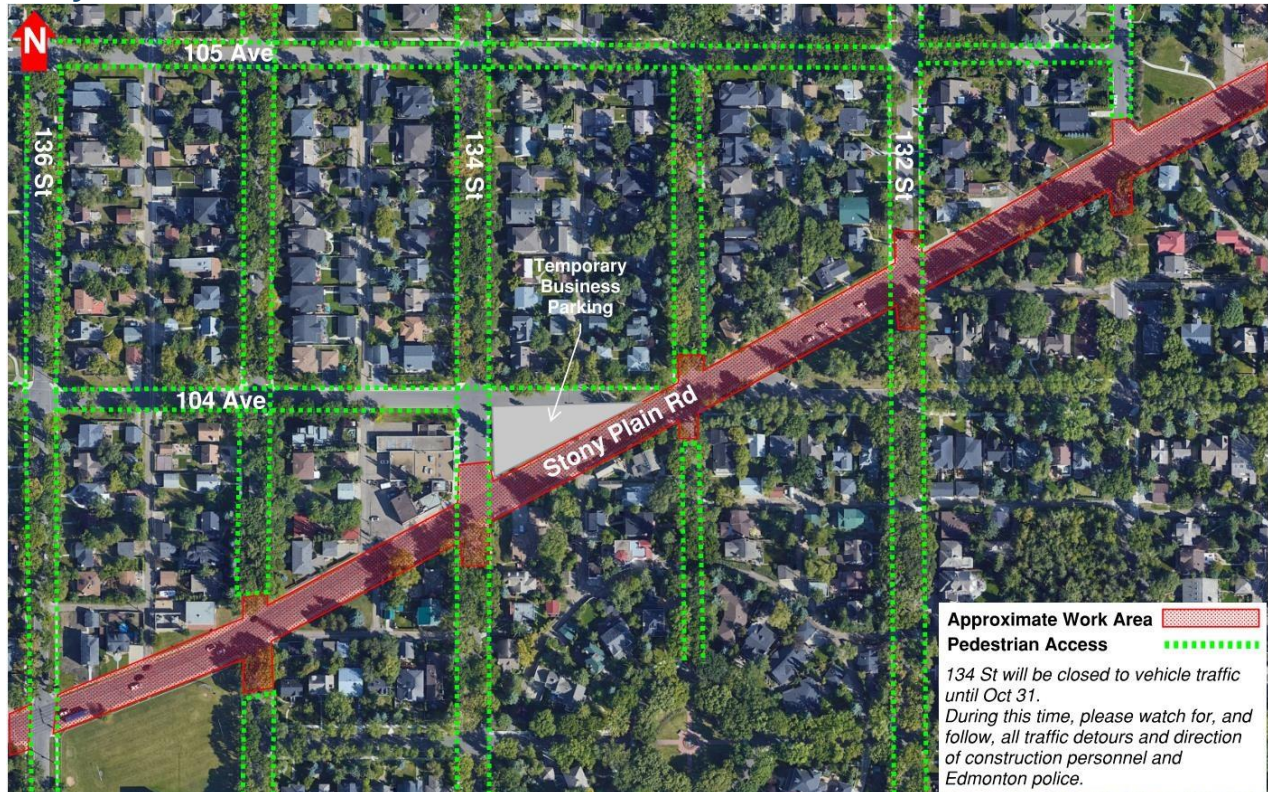 N
105 Ave
136 St
134 St
132 St
Temporary
Business
Parking
104 Ave
Stony Plain Rd
Approximate Work Area
Pedestrian Access
134 St will be closed to vehicle traffic
until Oct 31.
During this time, please watch for, and
follow, all traffic detours and direction
of construction personnel and
Edmonton police.